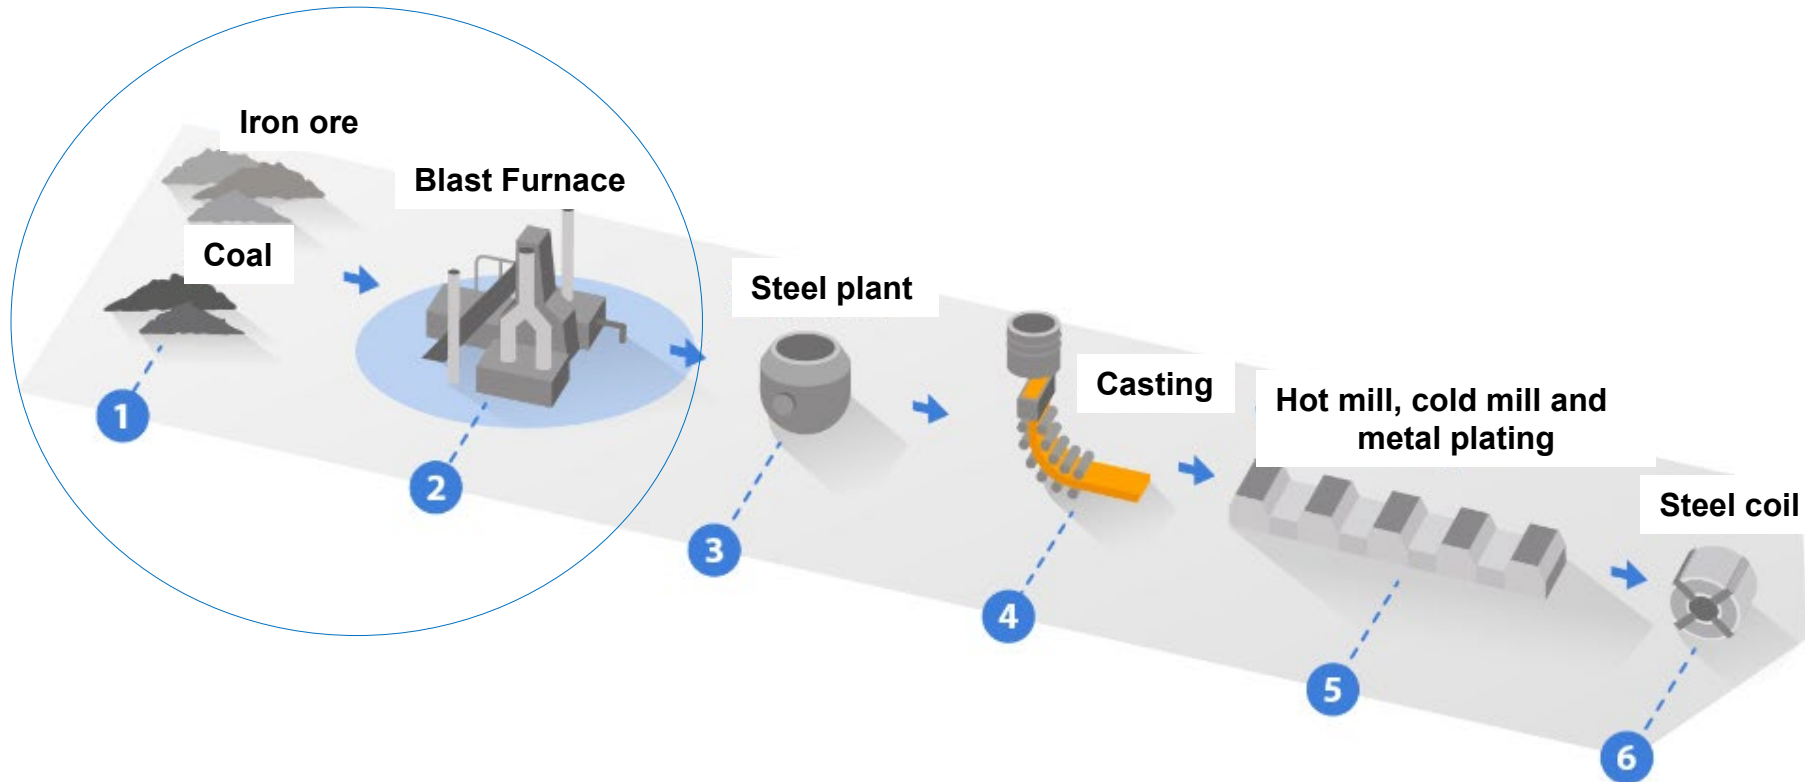 Iron ore
Blast Furnace
Coal
Steel plant
Casting
Hot mill, cold mill and
metal plating
Steel coil
1
2
3
4
5
6